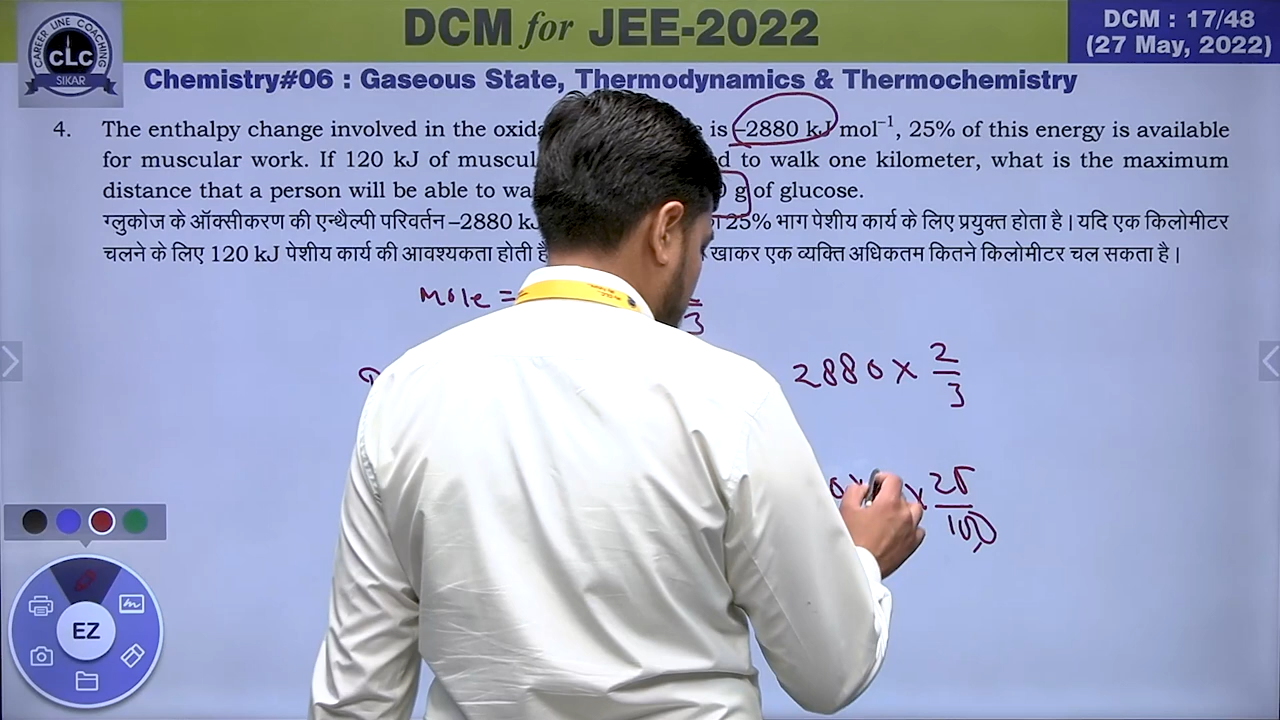 DCM for JEE-2022
DCM : 17/48
(27 May, 2022)
CAREER LINE COACHING
CLC
SIKAR
Chemistry#06 : Gaseous State, Thermodynamics & Thermochemistry
4. The enthalpy change involved in the is –2880 kJ mol⁻¹, 25% of this energy is available
for muscular work. If 120 kJ of to walk one kilometer, what is the maximum
distance that a person will be able to g of glucose.
ग्लुकोज के ऑक्सीकरण की एन्थैल्पी परिवर्तन –2880 25% भाग पेशीय कार्य के लिए प्रयुक्त होता है। यदि एक किलोमीटर
चलने के लिए 120 kJ पेशीय कार्य की आवश्यकता होती खाकर एक व्यक्ति अधिकतम कितने किलोमीटर चल सकता है।
Mole = 3
2880 × 2/3
× 25/100
EZ